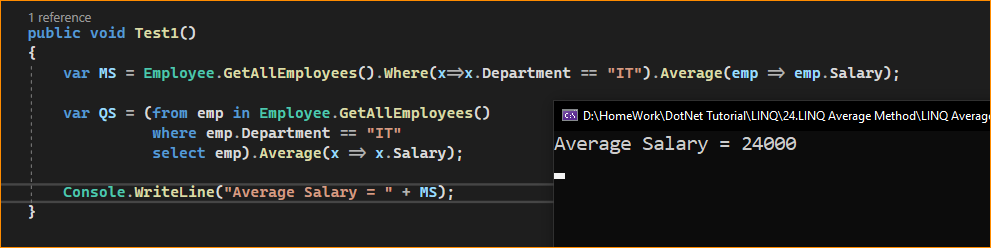 1 reference
public void Test1()
{
var MS = Employee.GetAllEmployees().Where(x=>x.Department == "IT").Average(emp => emp.Salary);
var QS = (from emp in Employee.GetAllEmployees()
where emp.Department == "IT"
select emp).Average(x => x.Salary);
Console.WriteLine("Average Salary = " + MS);
}
D:\HomeWork\DotNet Tutorial\LINQ\24.LINQ Average Method\LINQ Average
Average Salary = 24000